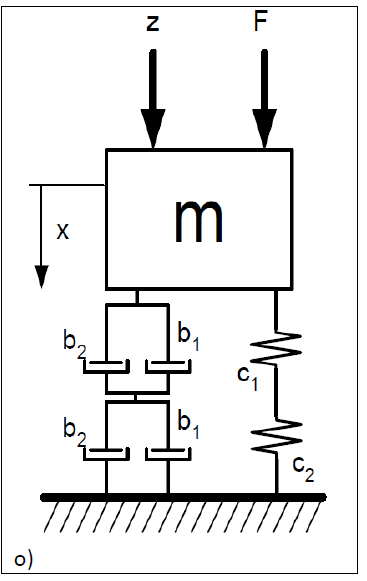 z F
x
m
b₂ b₁
c₁
b₂ b₁
c₂
o)